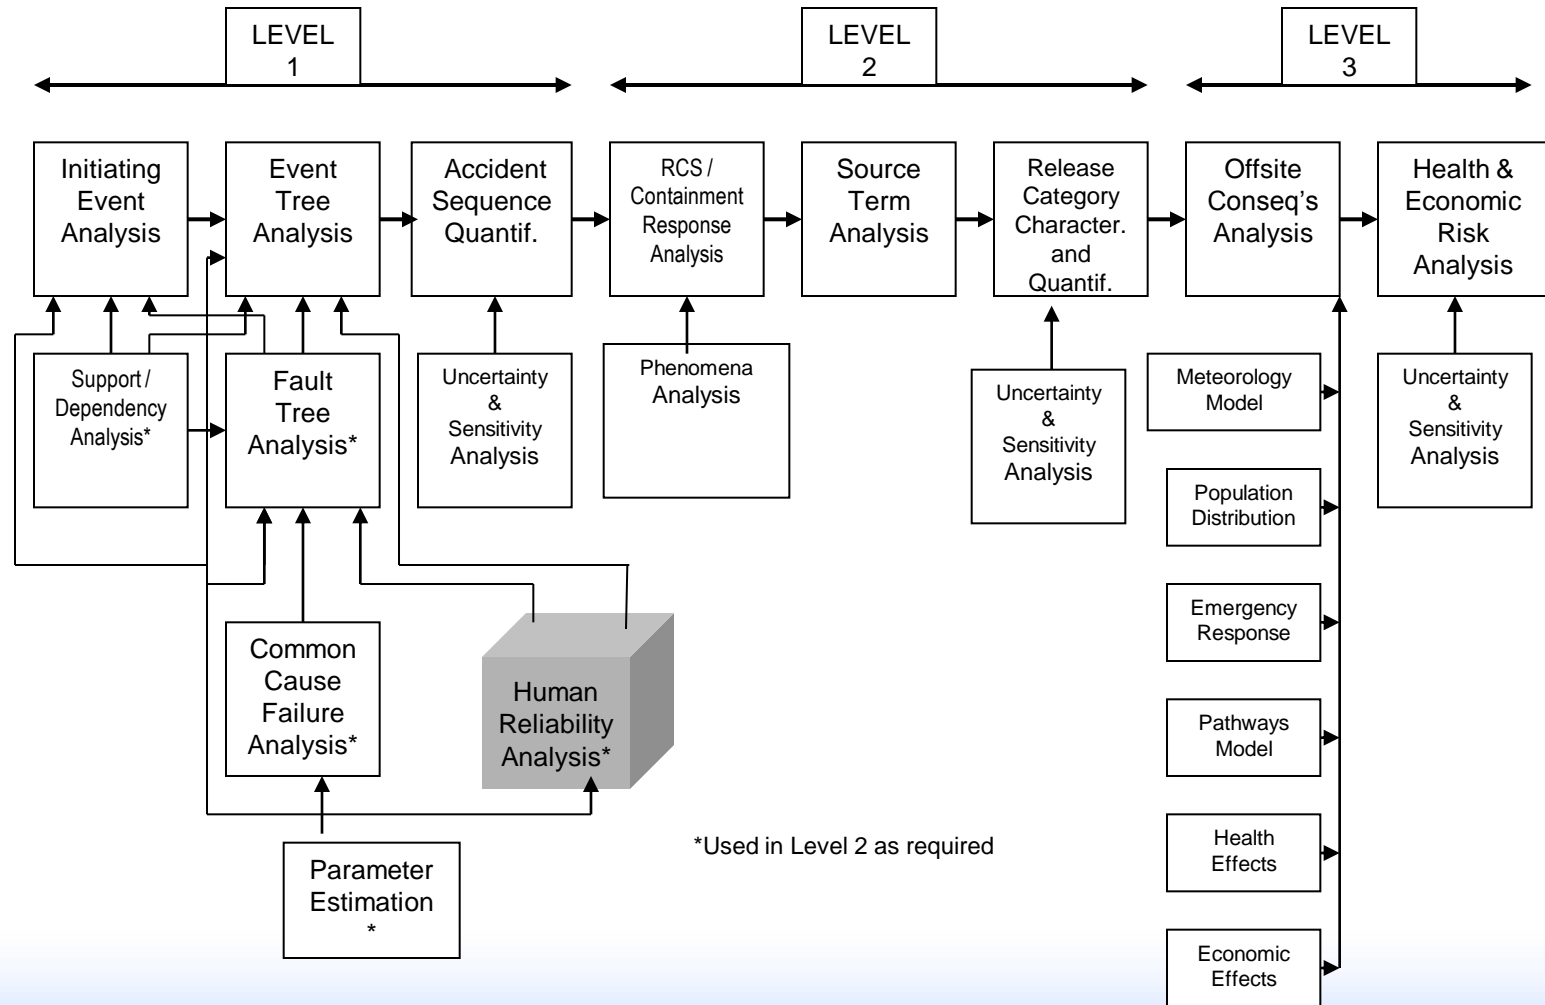 LEVEL
1
LEVEL
2
LEVEL
3
Initiating
Event
Analysis
Event
Tree
Analysis
Accident
Sequence
Quantif.
RCS /
Containment
Response
Analysis
Source
Term
Analysis
Release
Category
Character.
and
Quantif.
Offsite
Conseq's
Analysis
Health &
Economic
Risk
Analysis
Support /
Dependency
Analysis*
Fault
Tree
Analysis*
Uncertainty
&
Sensitivity
Analysis
Phenomena
Analysis
Uncertainty
&
Sensitivity
Analysis
Meteorology
Model
Uncertainty
&
Sensitivity
Analysis
Population
Distribution
Emergency
Response
Common
Cause
Failure
Analysis*
Human
Reliability
Analysis*
Pathways
Model
*Used in Level 2 as required
Health
Effects
Parameter
Estimation
*
Economic
Effects